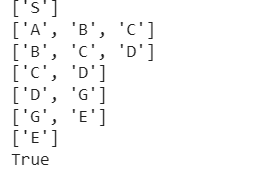 ['S']
['A', 'B', 'C']
['B', 'C', 'D']
['C', 'D']
['D', 'G']
['G', 'E']
['E']
True